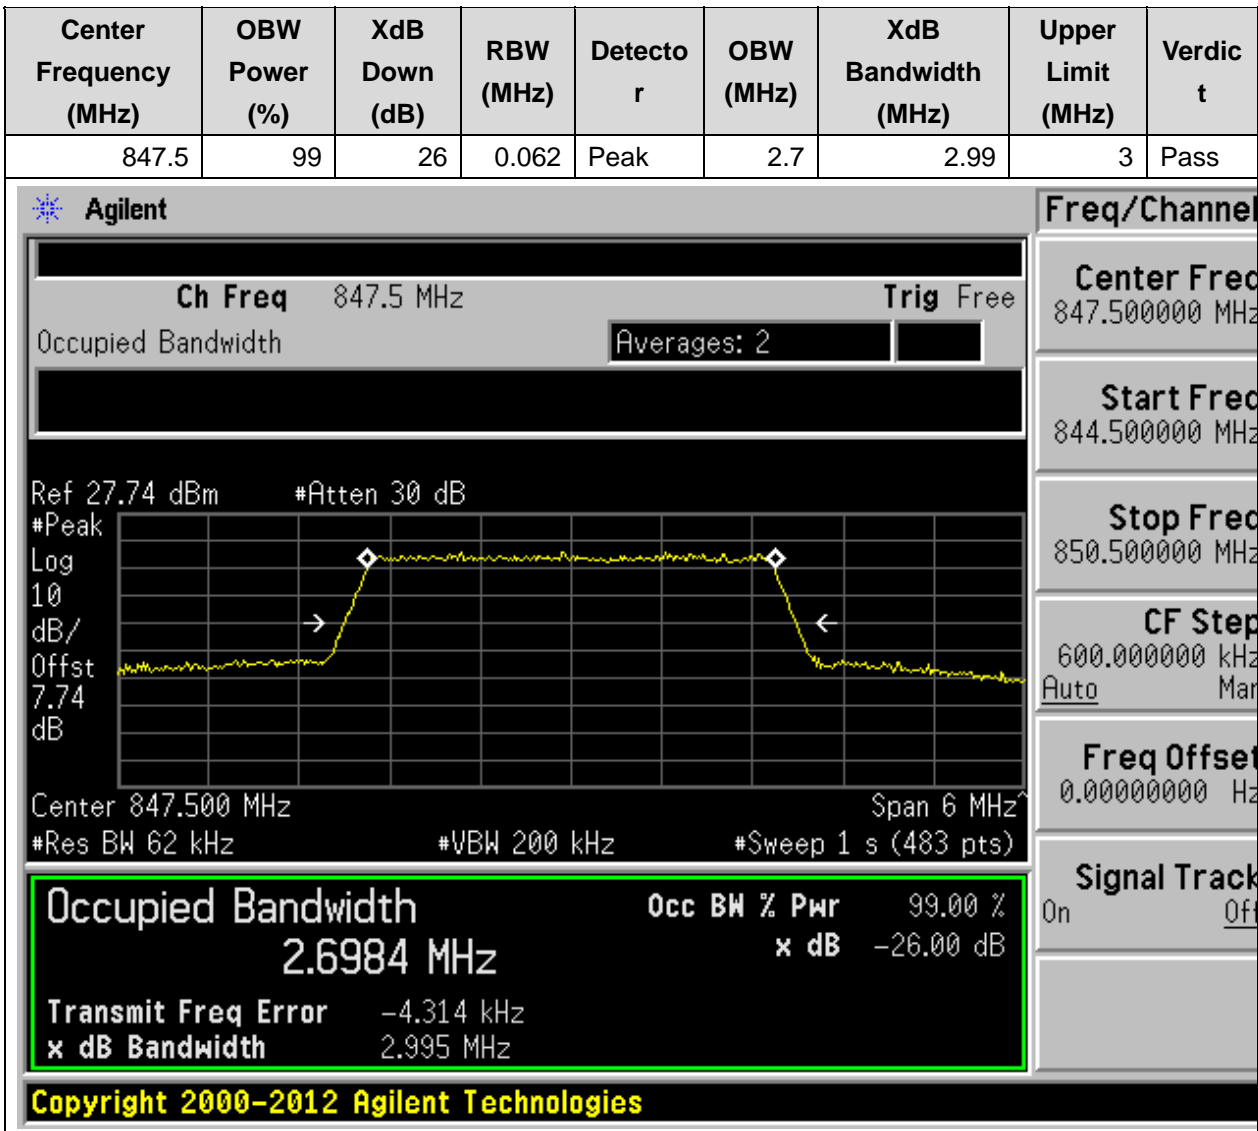 Center Frequency (MHz) OBW Power (%) XdB Down (dB) RBW (MHz) Detecto r OBW (MHz) XdB Bandwidth (MHz) Upper Limit (MHz) Verdic t
847.5 99 26 0.062 Peak 2.7 2.99 3 Pass
Agilent
Freq/Channel
Ch Freq 847.5 MHz Trig Free
Occupied Bandwidth Averages: 2
Ref 27.74 dBm #Atten 30 dB
#Peak
Log
10
dB/
Offst
7.74
dB
Center 847.500 MHz Span 6 MHz^
#Res BW 62 kHz #VBW 200 kHz #Sweep 1 s (483 pts)
Occupied Bandwidth
2.6984 MHz
Occ BW % Pwr 99.00 %
x dB -26.00 dB
Transmit Freq Error -4.314 kHz
x dB Bandwidth 2.995 MHz
Center Freq
847.500000 MHz
Start Freq
844.500000 MHz
Stop Freq
850.500000 MHz
CF Step
600.000000 kHz
Auto Man
Freq Offset
0.00000000 Hz
Signal Track
On Off
Copyright 2000-2012 Agilent Technologies